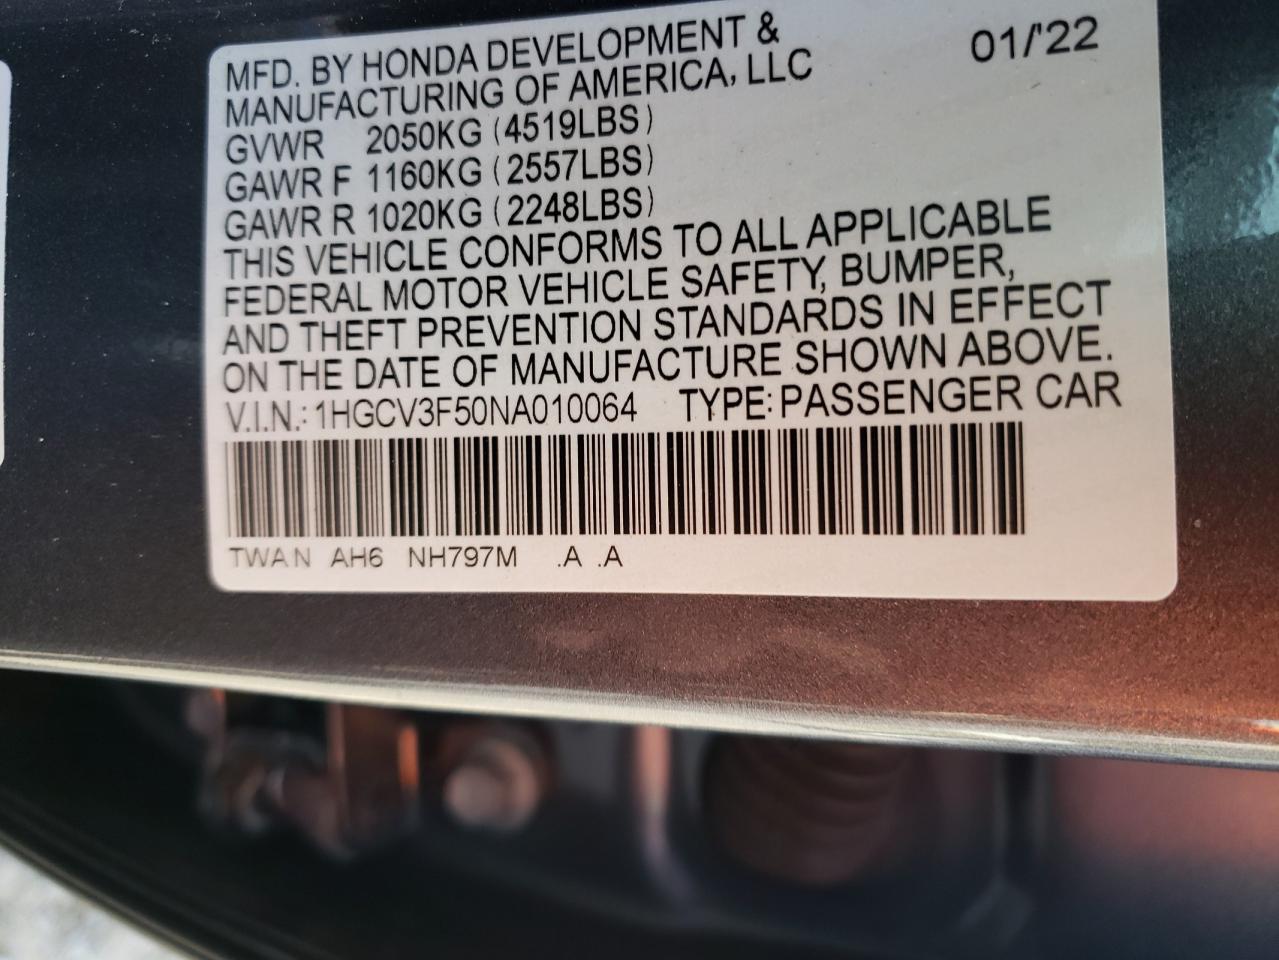 MFD. BY HONDA DEVELOPMENT &
MANUFACTURING OF AMERICA, LLC 01/'22
GVWR 2050KG (4519LBS)
GAWR F 1160KG (2557LBS)
GAWR R 1020KG (2248LBS)
THIS VEHICLE CONFORMS TO ALL APPLICABLE
FEDERAL MOTOR VEHICLE SAFETY, BUMPER,
AND THEFT PREVENTION STANDARDS IN EFFECT
ON THE DATE OF MANUFACTURE SHOWN ABOVE.
V.I.N.: 1HGCV3F50NA010064 TYPE: PASSENGER CAR
TWAN AH6 NH797M .A .A